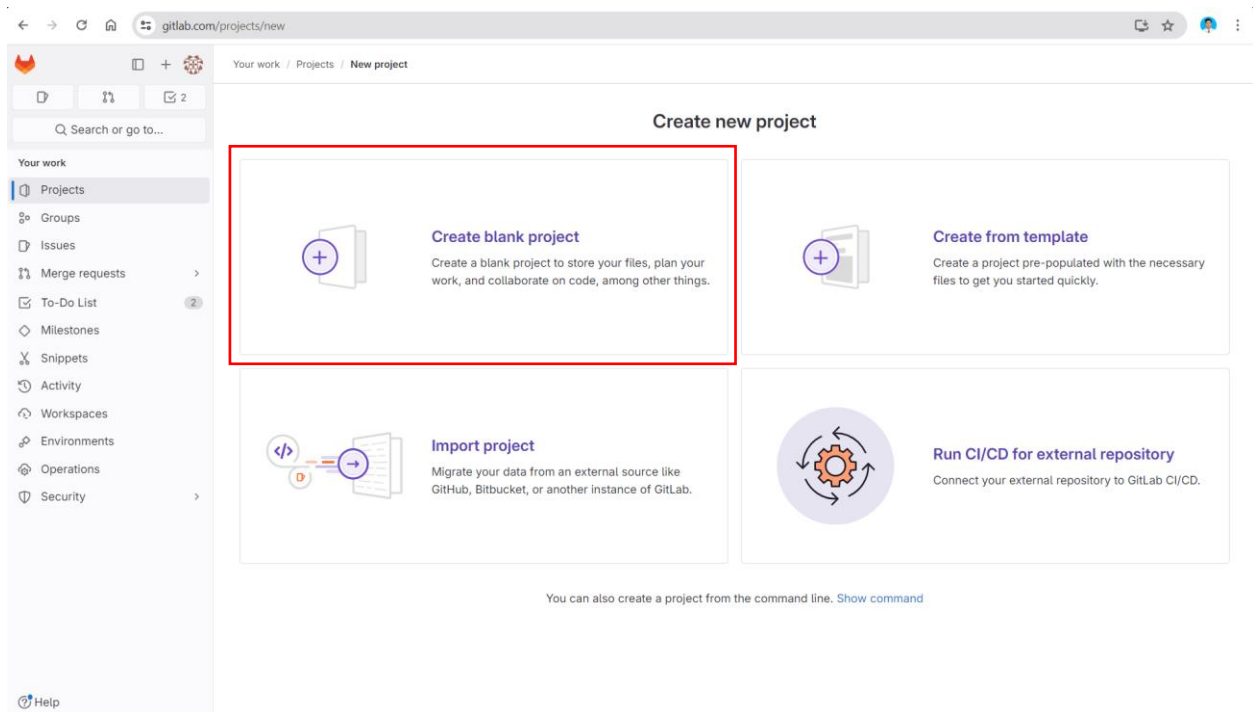 gitlab.com/projects/new
Your work / Projects / New project
2
Search or go to...
Your work
Projects
Groups
Issues
Merge requests
To-Do List
2
Milestones
Snippets
Activity
Workspaces
Environments
Operations
Security
Help
Create new project
Create blank project
Create a blank project to store your files, plan your
work, and collaborate on code, among other things.
Create from template
Create a project pre-populated with the necessary
files to get you started quickly.
Import project
Migrate your data from an external source like
GitHub, Bitbucket, or another instance of GitLab.
Run CI/CD for external repository
Connect your external repository to GitLab CI/CD.
You can also create a project from the command line. Show command